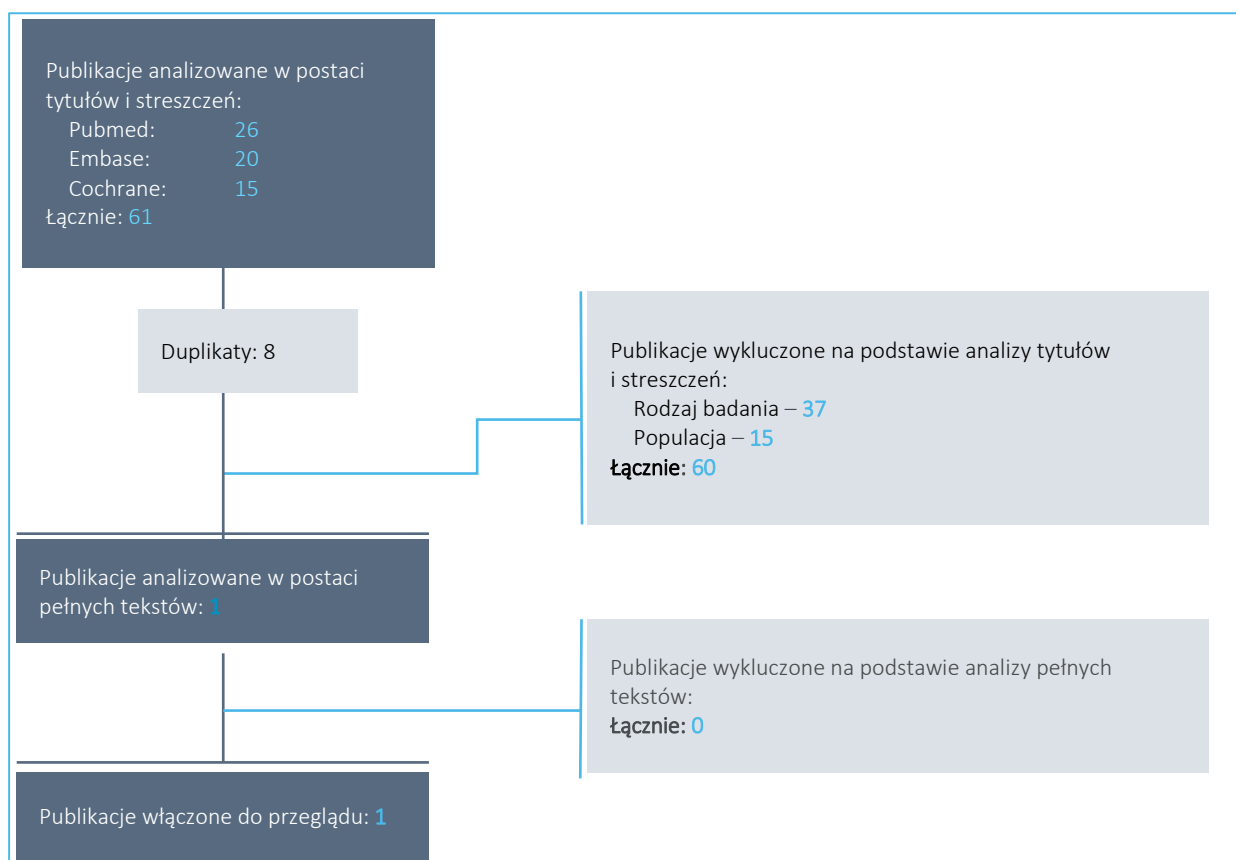 Publikacje analizowane w postaci
tytułów i streszczeń:
Pubmed: 26
Embase: 20
Cochrane: 15
Łącznie: 61
Duplikaty: 8
Publikacje wykluczone na podstawie analizy tytułów
i streszczeń:
Rodzaj badania – 37
Populacja – 15
Łącznie: 60
Publikacje analizowane w postaci
pełnych tekstów: 1
Publikacje wykluczone na podstawie analizy pełnych
tekstów:
Łącznie: 0
Publikacje włączone do przeglądu: 1